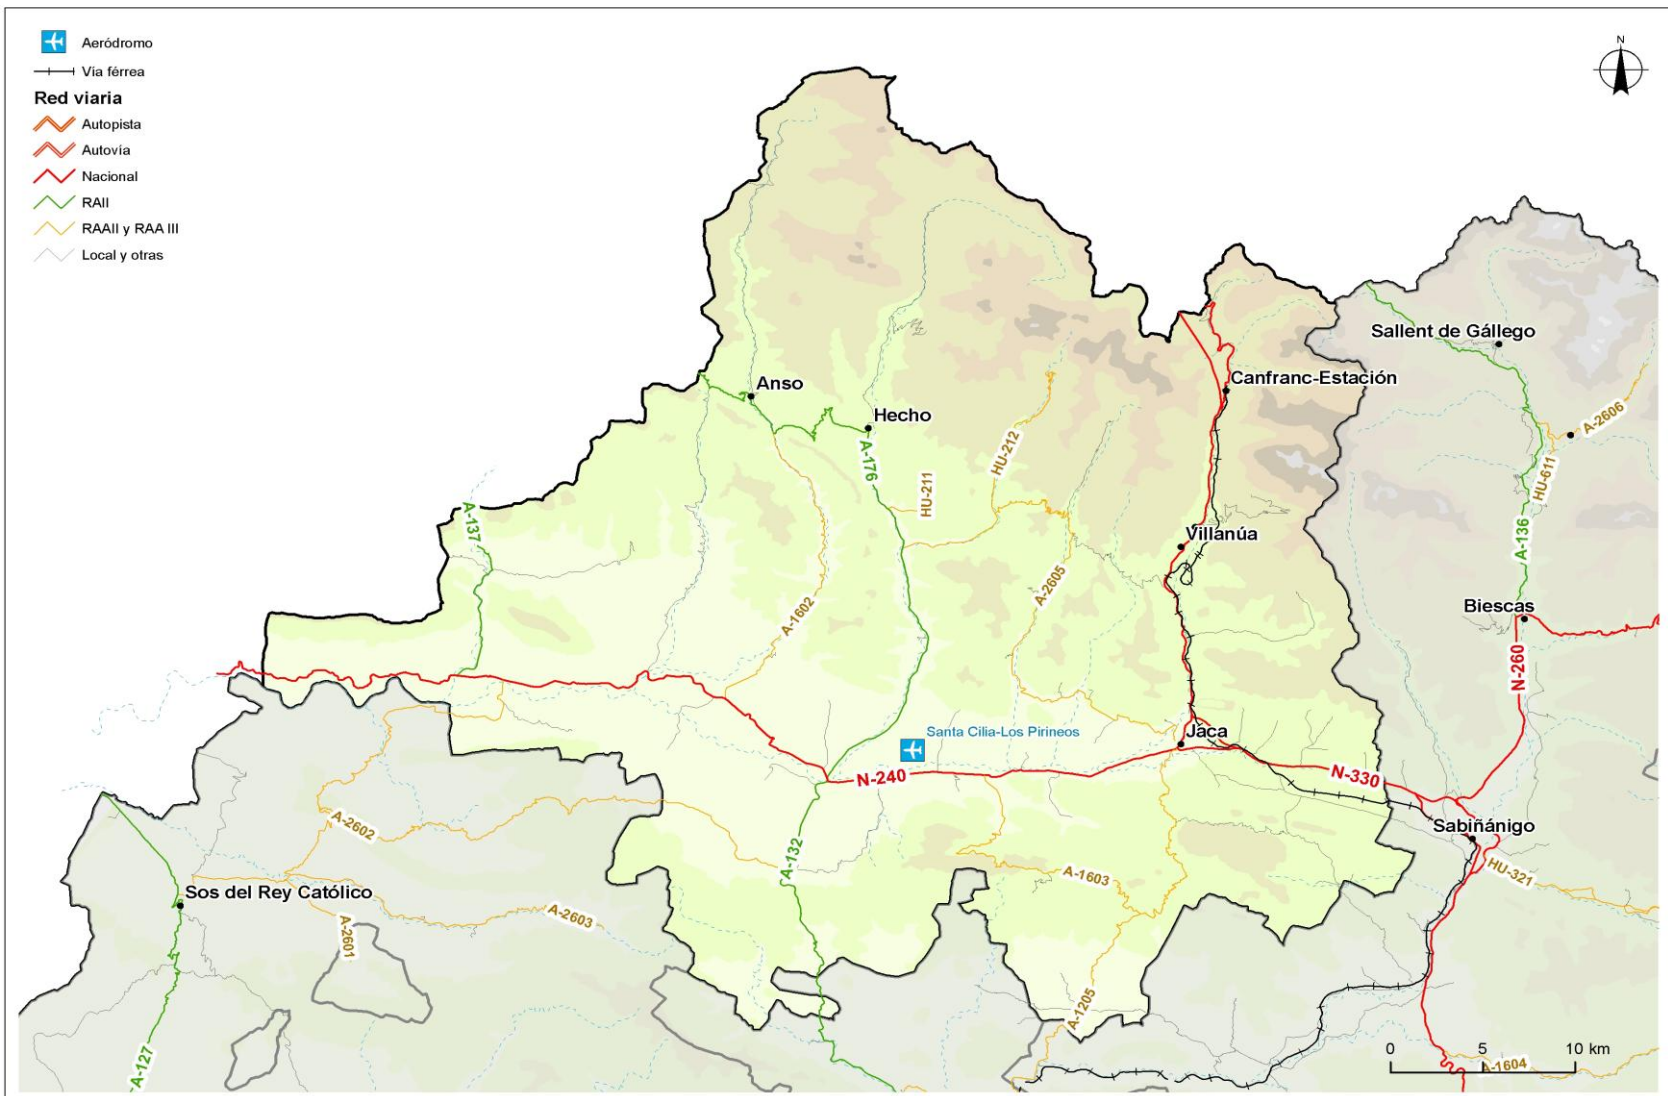 Aeródromo
Vía férrea
Red viaria
Autopista
Autovía
Nacional
RAII
RAAII y RAA III
Local y otras
N
Sallent de Gállego
Canfranc-Estación
Anso
Hecho
A-176
HU-212
HU-211
A-2606
HU-611
A-137
A-136
Villanúa
A-2605
A-1602
Biescas
N-260
Santa Cilia-Los Pirineos
Jaca
N-240
N-330
A-2602
Sabiñánigo
A-132
A-1603
HU-321
Sos del Rey Católico
A-2601
A-2603
A-1205
A-127
0 5 10 km
A-1604